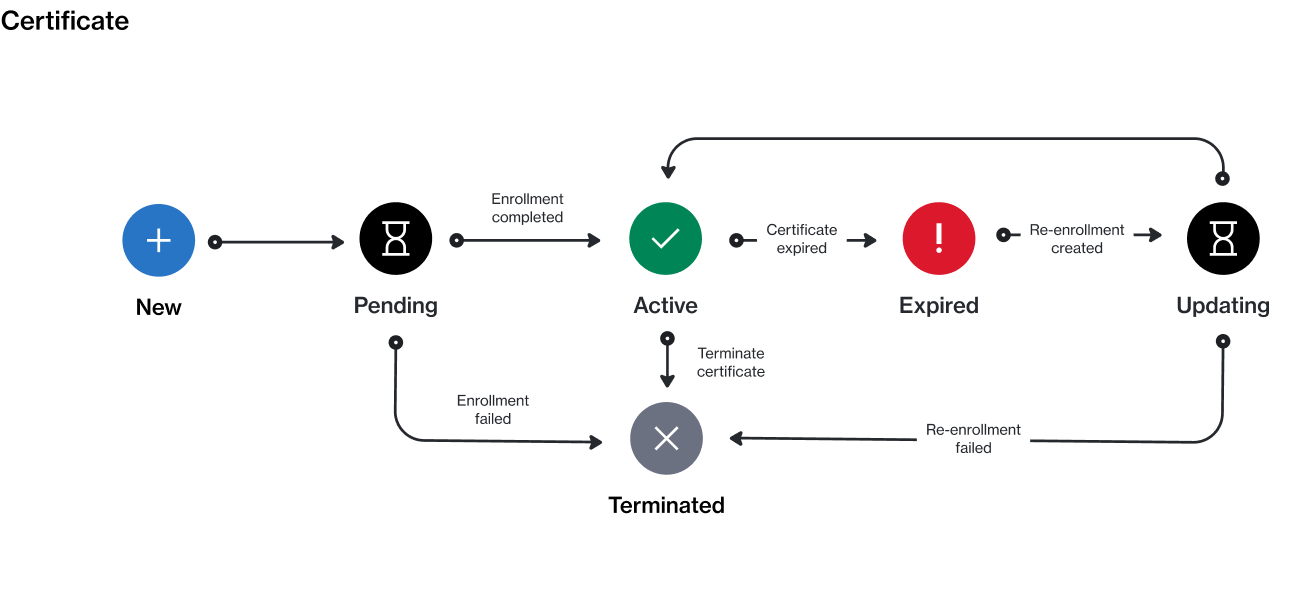 Certificate
Enrollment
completed
Certificate
expired
Re-enrollment
created
New
Pending
Active
Expired
Updating
Terminate
certificate
Enrollment
failed
Re-enrollment
failed
Terminated